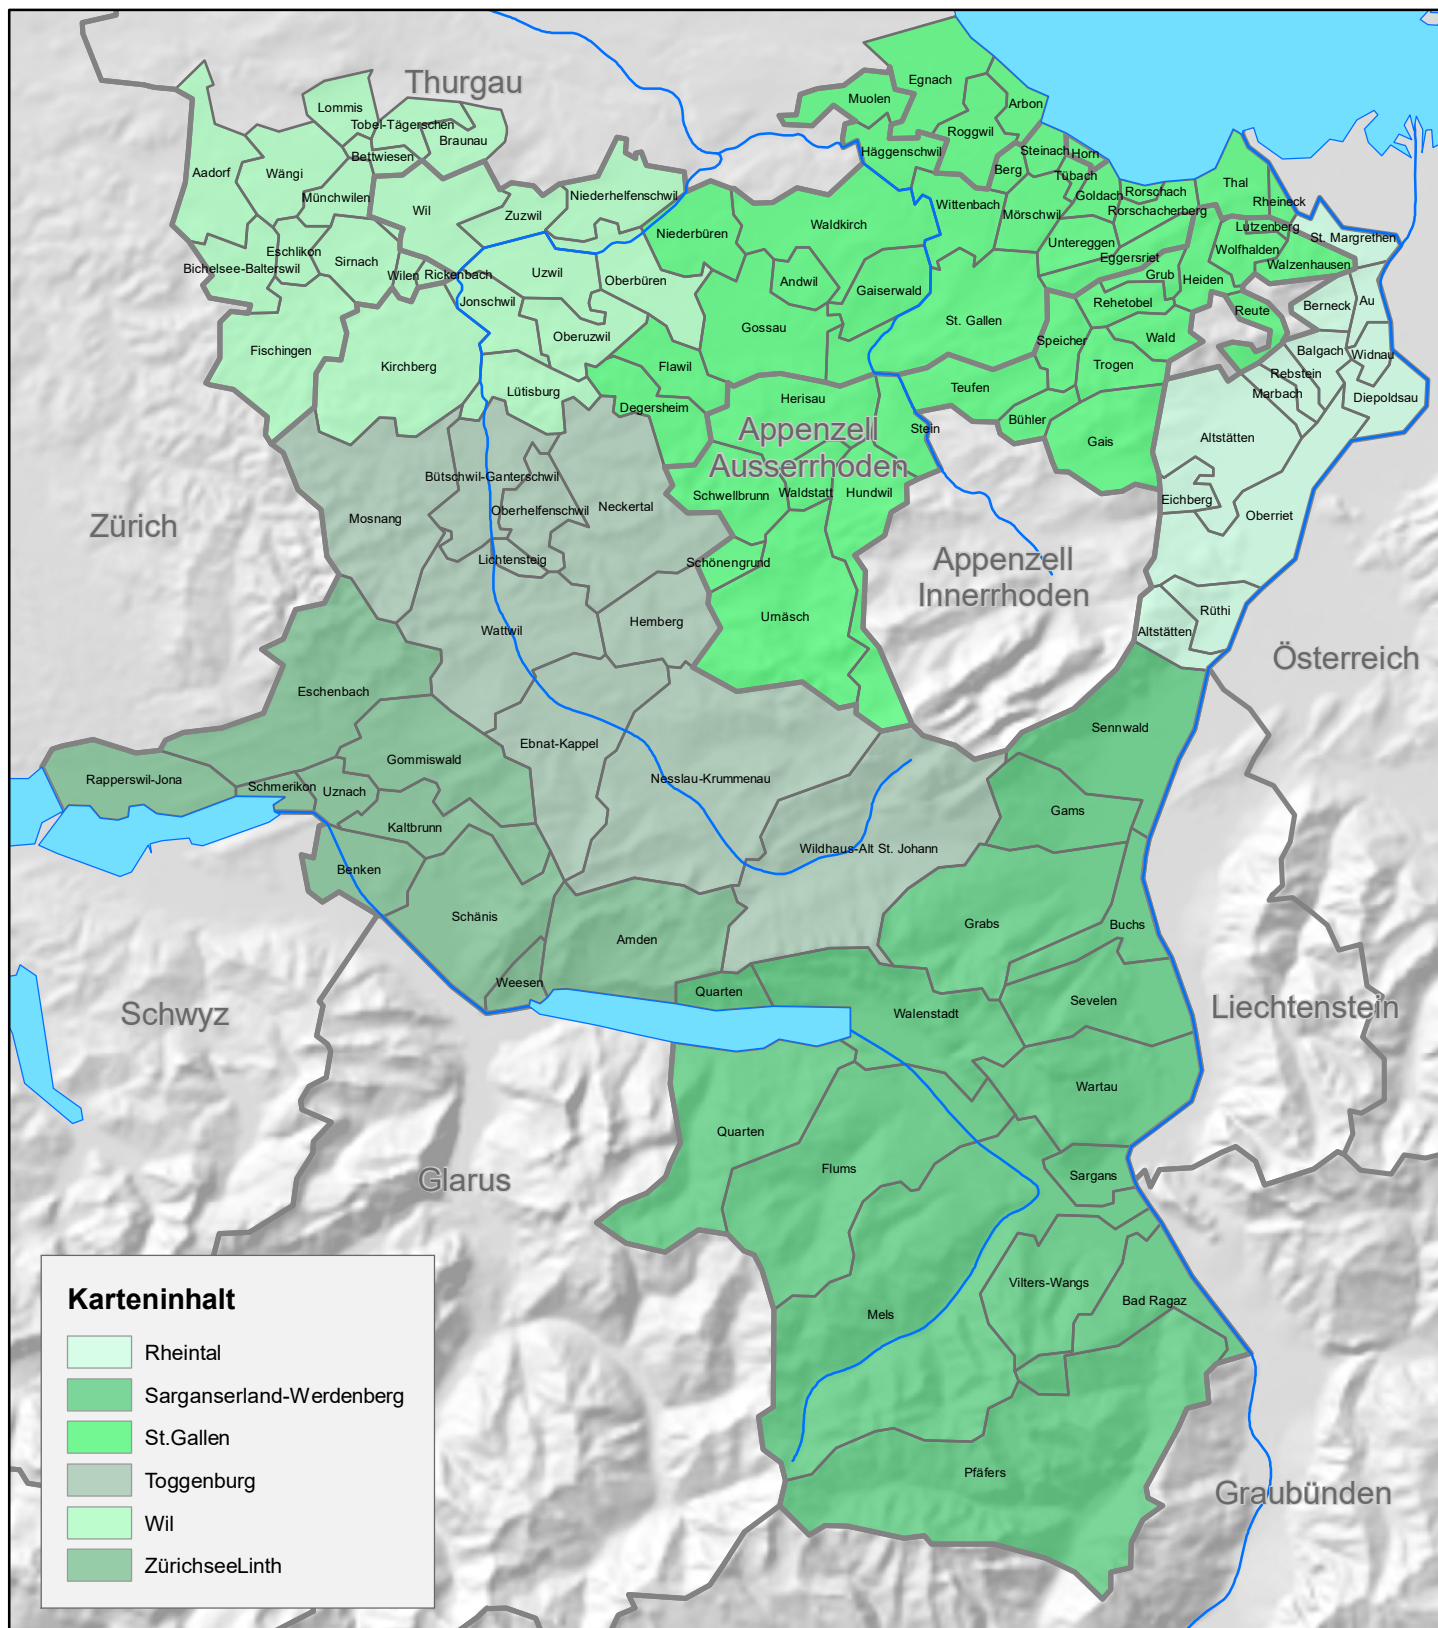 Thurgau
Egnach
Muolen
Arbon
Lommis
Tobel-Tägerschen
Roggwil
Braunau
Häggenschwil
Steinach
Horn
Bettwiesen
Aadorf
Wängi
Berg
Tübach
Thal
Münchwilen
Niederhelfenschwil
Goldach
Rorschach
Rheineck
Wil
Zuzwil
Wittenbach
Mörschwil
Rorschacherberg
Waldkirch
Lutzenberg
Niederbüren
St. Margrethen
Eschlikon
Untereggen
Wolfhalden
Bichelsee-Balterswil
Sirnach
Eggersriet
Walzenhausen
Wilen
Rickenbach
Uzwil
Oberbüren
Andwil
Gaiserwald
Grub
Heiden
Jonschwil
Rehetobel
Berneck
Au
Reute
Gossau
St. Gallen
Oberuzwil
Speicher
Wald
Fischingen
Balgach
Widnau
Kirchberg
Flawil
Trogen
Rebstein
Lütisburg
Teufen
Marbach
Diepoldsau
Degersheim
Herisau
Bühler
Appenzell
Ausserrhoden
Stein
Gais
Altstätten
Bütschwil-Ganterschwil
Schwellbrunn
Waldstatt
Hundwil
Eichberg
Neckertal
Oberhelfenschwil
Mosnang
Oberriet
Zürich
Lichtensteig
Schönengrund
Appenzell
Innerrhoden
Hemberg
Urnäsch
Rüthi
Wattwil
Altstätten
Österreich
Eschenbach
Sennwald
Ebnat-Kappel
Gommiswald
Rapperswil-Jona
Nesslau-Krummenau
Schmerikon
Uznach
Gams
Kaltbrunn
Wildhaus-Alt St. Johann
Benken
Schänis
Grabs
Buchs
Amden
Weesen
Quarten
Sevelen
Liechtenstein
Schwyz
Walenstadt
Wartau
Quarten
Flums
Sargans
Glarus
Vilters-Wangs
Bad Ragaz
Mels
Pfäfers
Graubünden
Karteninhalt
Rheintal
Sarganserland-Werdenberg
St.Gallen
Toggenburg
Wil
ZürichseeLinth